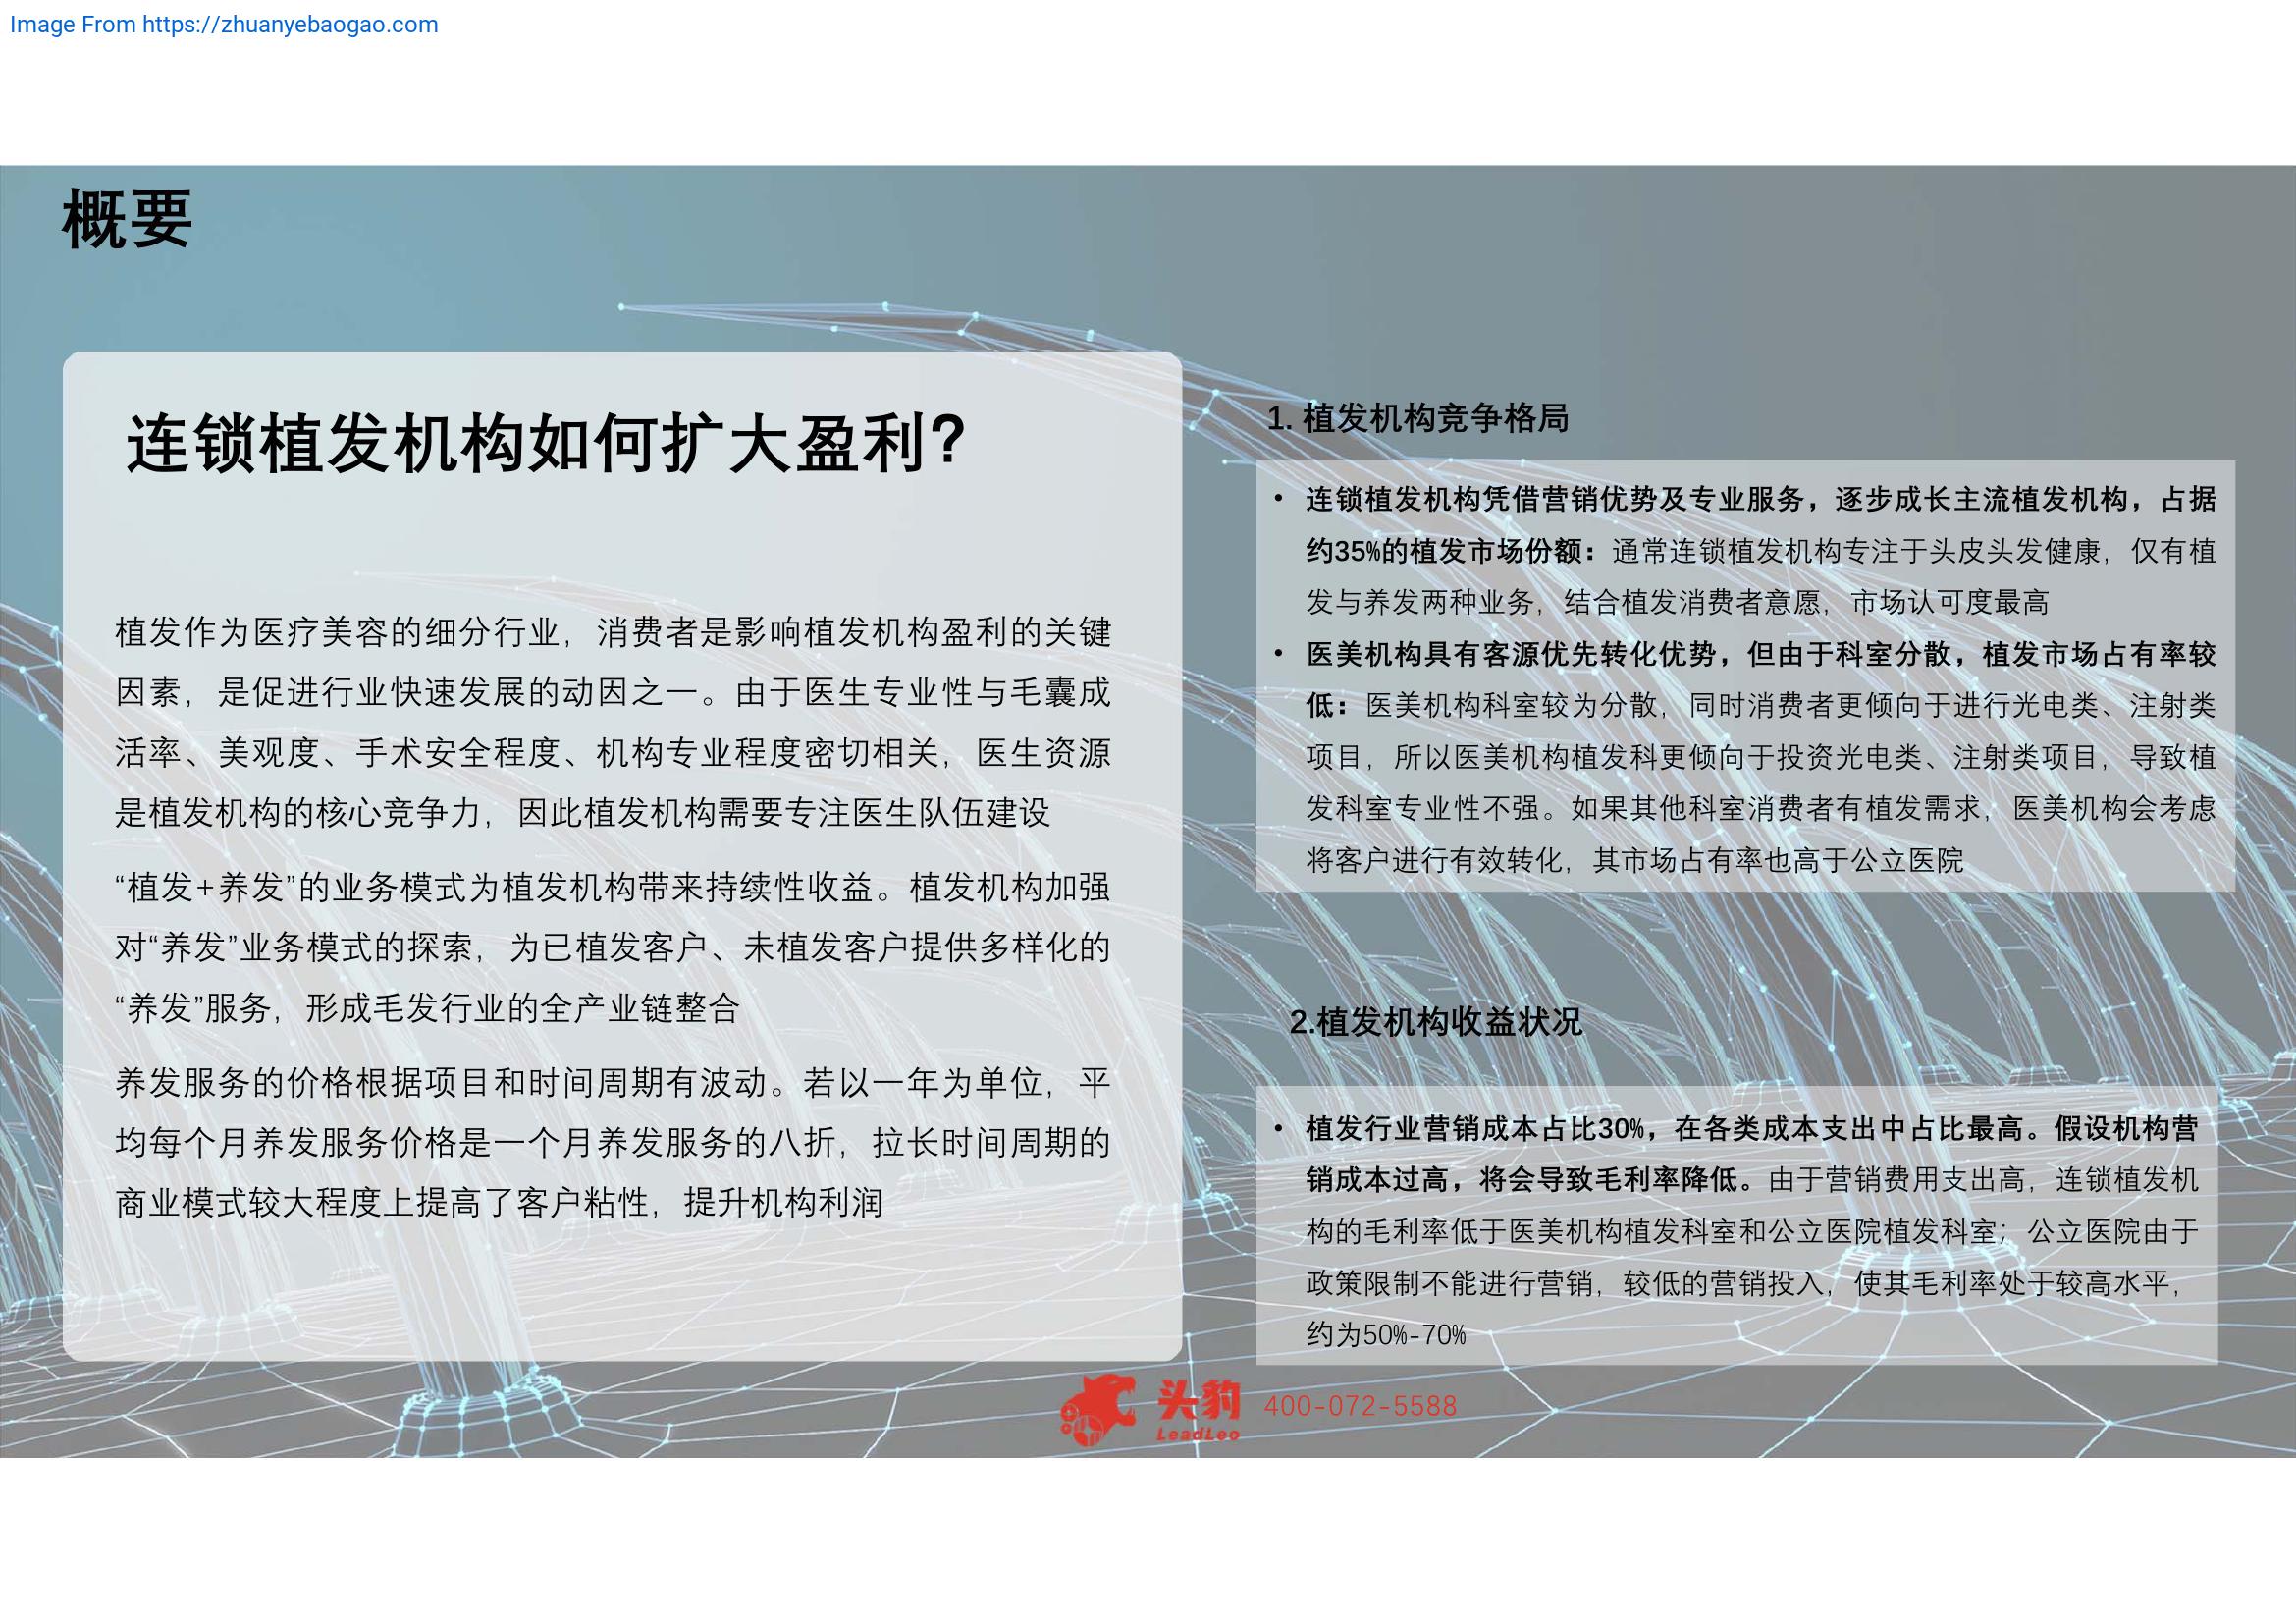 Image From https://zhuanyebaogao.com
概要
连锁植发机构如何扩大盈利?
植发作为医疗美容的细分行业，消费者是影响植发机构盈利的关键
因素，是促进行业快速发展的动因之一。由于医生专业性与毛囊成
活率、美观度、手术安全程度、机构专业程度密切相关，医生资源
是植发机构的核心竞争力，因此植发机构需要专注医生队伍建设
“植发+养发”的业务模式为植发机构带来持续性收益。植发机构加强
对“养发”业务模式的探索，为已植发客户、未植发客户提供多样化的
“养发”服务，形成毛发行业的全产业链整合
养发服务的价格根据项目和时间周期有波动。若以一年为单位，平
均每个月养发服务价格是一个月养发服务的八折，拉长时间周期的
商业模式较大程度上提高了客户粘性，提升机构利润
1. 植发机构竞争格局
• 连锁植发机构凭借营销优势及专业服务，逐步成长主流植发机构，占据
约35%的植发市场份额：通常连锁植发机构专注于头皮头发健康，仅有植
发与养发两种业务，结合植发消费者意愿，市场认可度最高
• 医美机构具有客源优先转化优势，但由于科室分散，植发市场占有率较
低：医美机构科室较为分散，同时消费者更倾向于进行光电类、注射类
项目，所以医美机构植发科更倾向于投资光电类、注射类项目，导致植
发科室专业性不强。如果其他科室消费者有植发需求，医美机构会考虑
将客户进行有效转化，其市场占有率也高于公立医院
2.植发机构收益状况
• 植发行业营销成本占比30%，在各类成本支出中占比最高。假设机构营
销成本过高，将会导致毛利率降低。由于营销费用支出高，连锁植发机
构的毛利率低于医美机构植发科室和公立医院植发科室；公立医院由于
政策限制不能进行营销，较低的营销投入，使其毛利率处于较高水平，
约为50%-70%
头豹
LeadLeo
400-072-5588